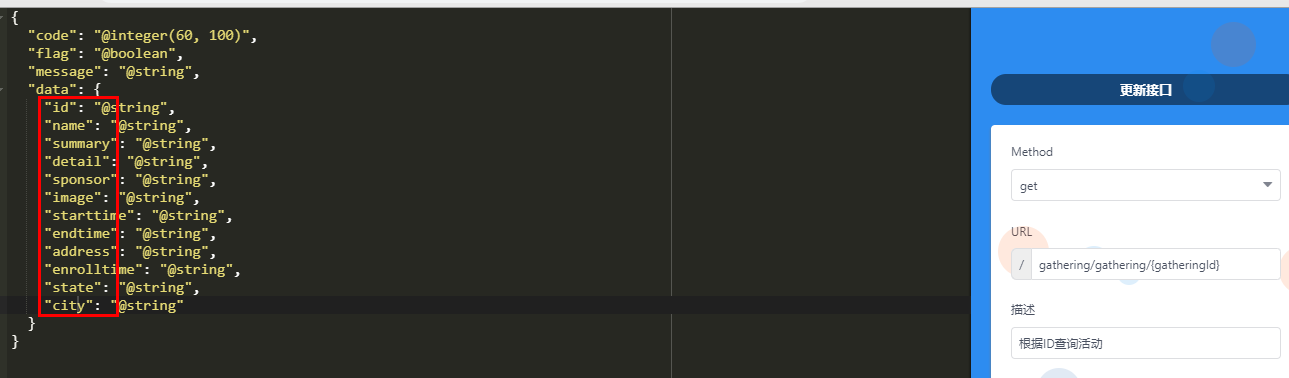 {
"code": "@integer(60, 100)",
"flag": "@boolean",
"message": "@string",
"data": {
"id": "@string",
"name": "@string",
"summary": "@string",
"detail": "@string",
"sponsor": "@string",
"image": "@string",
"starttime": "@string",
"endtime": "@string",
"address": "@string",
"enrolltime": "@string",
"state": "@string",
"city": "@string"
}
}
更新接口
Method
get
URL
/ gathering/gathering/{gatheringId}
描述
根据ID查询活动